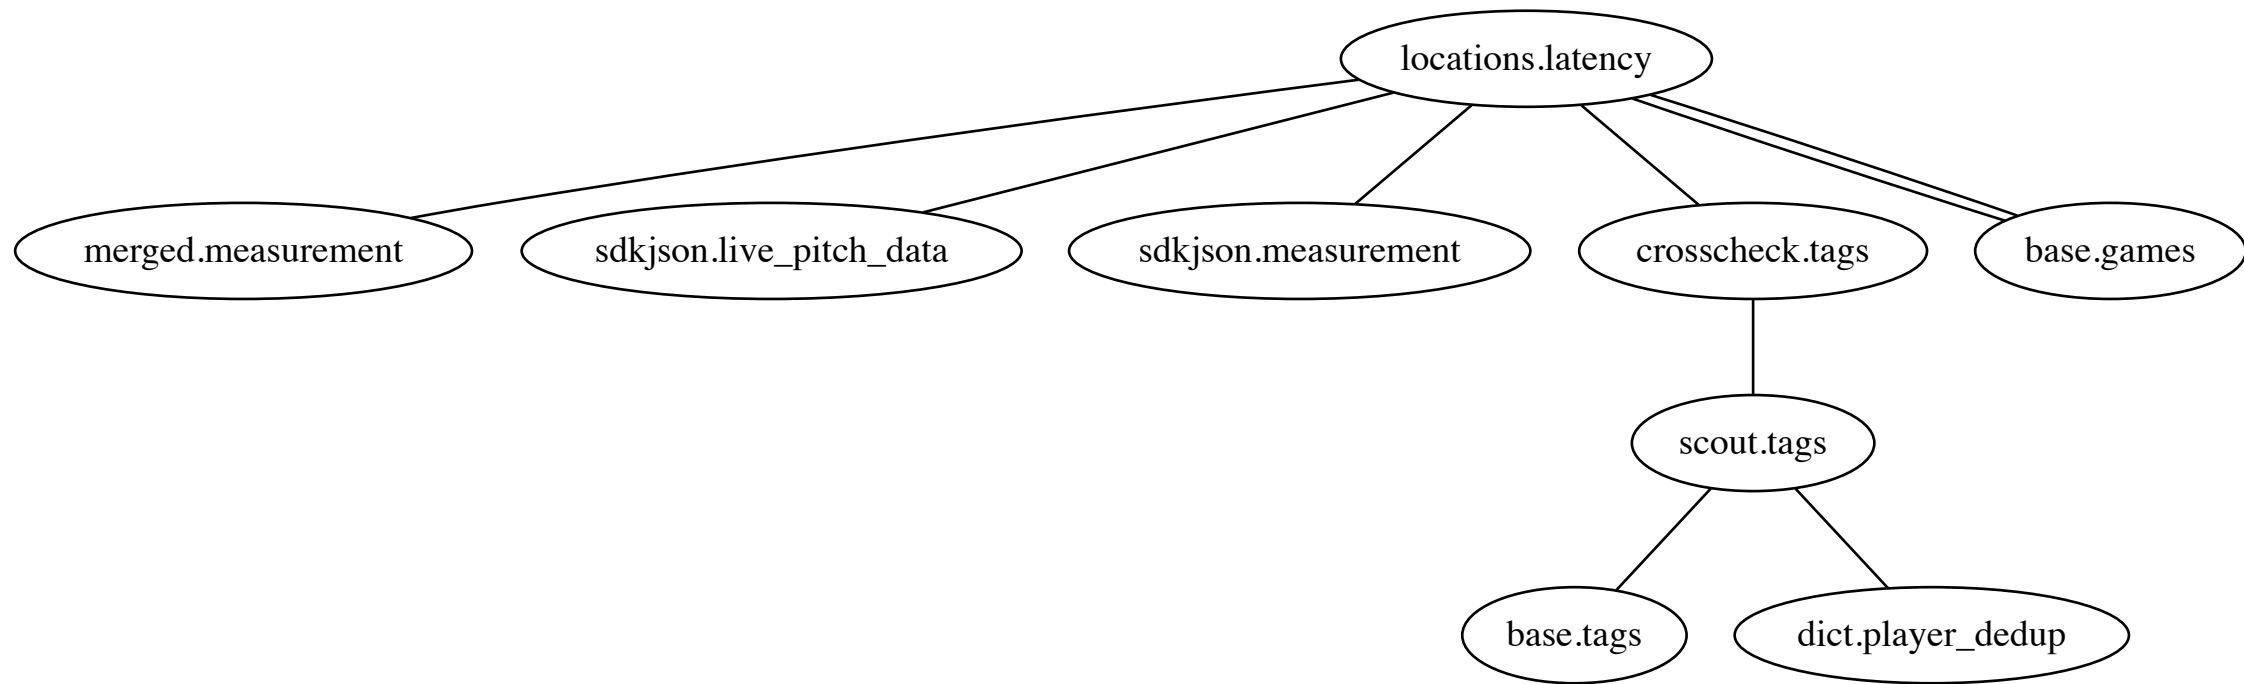 locations.latency
merged.measurement
sdkjson.live_pitch_data
sdkjson.measurement
crosscheck.tags
base.games
scout.tags
base.tags
dict.player_dedup